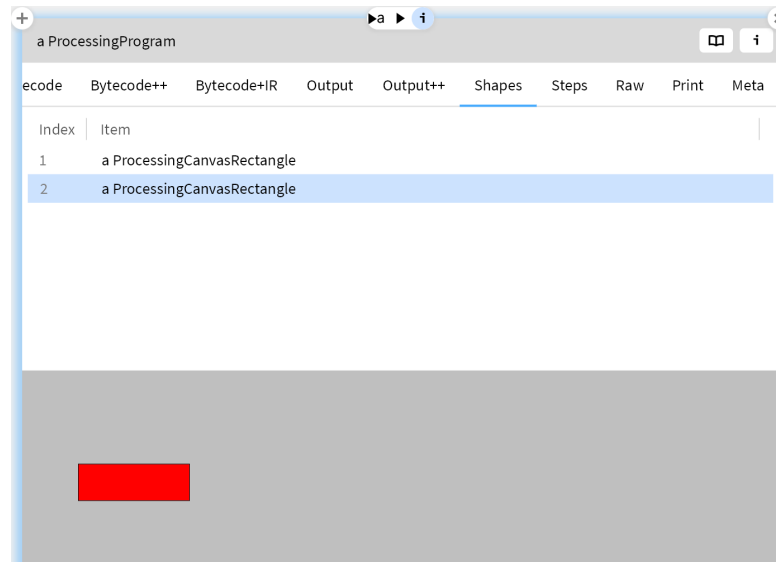 a
i
a ProcessingProgram
i
ecode Bytecode++ Bytecode+IR Output Output++ Shapes Steps Raw Print Meta
Index Item
1 a ProcessingCanvasRectangle
2 a ProcessingCanvasRectangle